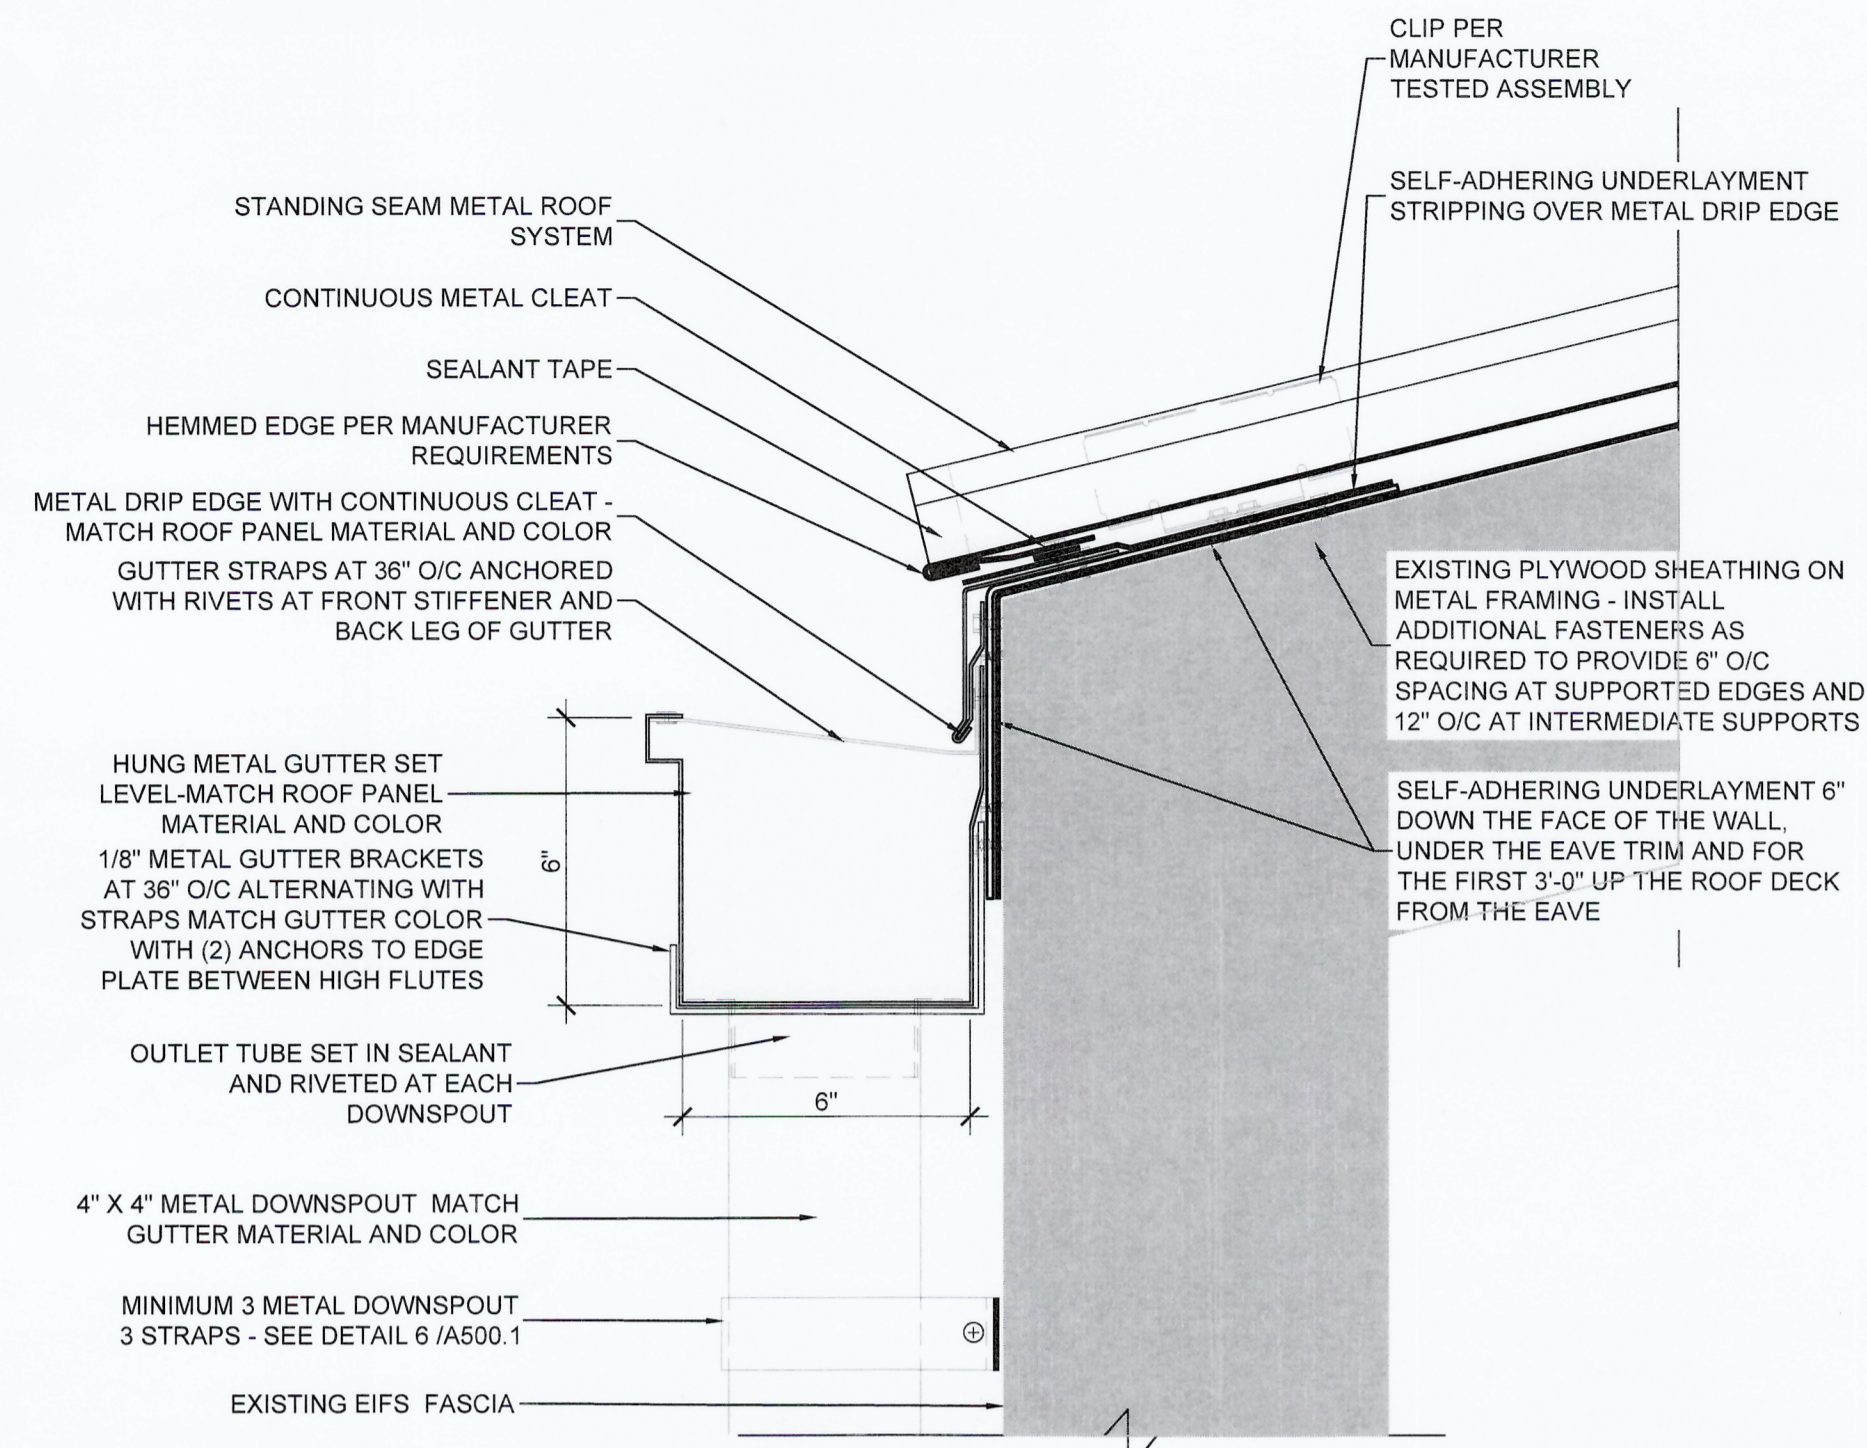 CLIP PER
MANUFACTURER
TESTED ASSEMBLY
SELF-ADHERING UNDERLAYMENT
STRIPPING OVER METAL DRIP EDGE
STANDING SEAM METAL ROOF
SYSTEM
CONTINUOUS METAL CLEAT
SEALANT TAPE
HEMMED EDGE PER MANUFACTURER
REQUIREMENTS
METAL DRIP EDGE WITH CONTINUOUS CLEAT -
MATCH ROOF PANEL MATERIAL AND COLOR
GUTTER STRAPS AT 36" O/C ANCHORED
WITH RIVETS AT FRONT STIFFENER AND
BACK LEG OF GUTTER
EXISTING PLYWOOD SHEATHING ON
METAL FRAMING - INSTALL
ADDITIONAL FASTENERS AS
REQUIRED TO PROVIDE 6" O/C
SPACING AT SUPPORTED EDGES AND
12" O/C AT INTERMEDIATE SUPPORTS
HUNG METAL GUTTER SET
LEVEL-MATCH ROOF PANEL
MATERIAL AND COLOR
SELF-ADHERING UNDERLAYMENT 6"
DOWN THE FACE OF THE WALL,
UNDER THE EAVE TRIM AND FOR
THE FIRST 3'-0" UP THE ROOF DECK
FROM THE EAVE
1/8" METAL GUTTER BRACKETS
AT 36" O/C ALTERNATING WITH
STRAPS MATCH GUTTER COLOR
WITH (2) ANCHORS TO EDGE
PLATE BETWEEN HIGH FLUTES
6"
OUTLET TUBE SET IN SEALANT
AND RIVETED AT EACH
DOWNSPOUT
6"
4" X 4" METAL DOWNSPOUT MATCH
GUTTER MATERIAL AND COLOR
MINIMUM 3 METAL DOWNSPOUT
3 STRAPS - SEE DETAIL 6 /A500.1
EXISTING EIFS FASCIA